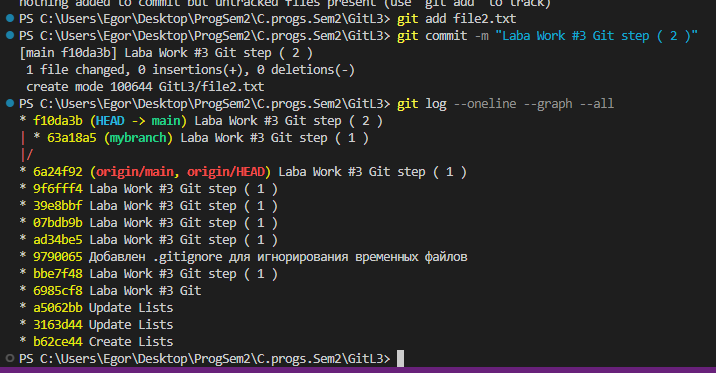 nothing added to commit but untracked files present (use "git add" to track)
PS C:\Users\Egor\Desktop\ProgSem2\C.progs.Sem2\GitL3> git add file2.txt
PS C:\Users\Egor\Desktop\ProgSem2\C.progs.Sem2\GitL3> git commit -m "Laba Work #3 Git step ( 2 )"
[main f10da3b] Laba Work #3 Git step ( 2 )
 1 file changed, 0 insertions(+), 0 deletions(-)
 create mode 100644 GitL3/file2.txt
PS C:\Users\Egor\Desktop\ProgSem2\C.progs.Sem2\GitL3> git log --oneline --graph --all
* f10da3b (HEAD -> main) Laba Work #3 Git step ( 2 )
| * 63a18a5 (mybranch) Laba Work #3 Git step ( 1 )
|/
* 6a24f92 (origin/main, origin/HEAD) Laba Work #3 Git step ( 1 )
* 9f6fff4 Laba Work #3 Git step ( 1 )
* 39e8bbf Laba Work #3 Git step ( 1 )
* 07bdb9b Laba Work #3 Git step ( 1 )
* ad34be5 Laba Work #3 Git step ( 1 )
* 9790065 Добавлен .gitignore для игнорирования временных файлов
* bbe7f48 Laba Work #3 Git step ( 1 )
* 6985cf8 Laba Work #3 Git
* a5062bb Update Lists
* 3163d44 Update Lists
* b62ce44 Create Lists
PS C:\Users\Egor\Desktop\ProgSem2\C.progs.Sem2\GitL3>